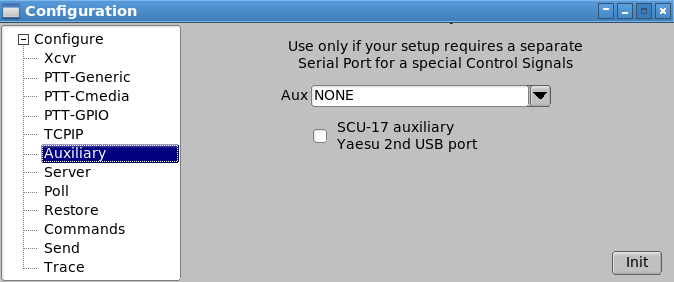 Configuration
Configure
Xcvr
PTT-Generic
PTT-Cmedia
PTT-GPIO
TCPIP
Auxiliary
Server
Poll
Restore
Commands
Send
Trace
Use only if your setup requires a separate
Serial Port for a special Control Signals
Aux NONE
SCU-17 auxiliary
Yaesu 2nd USB port
Init